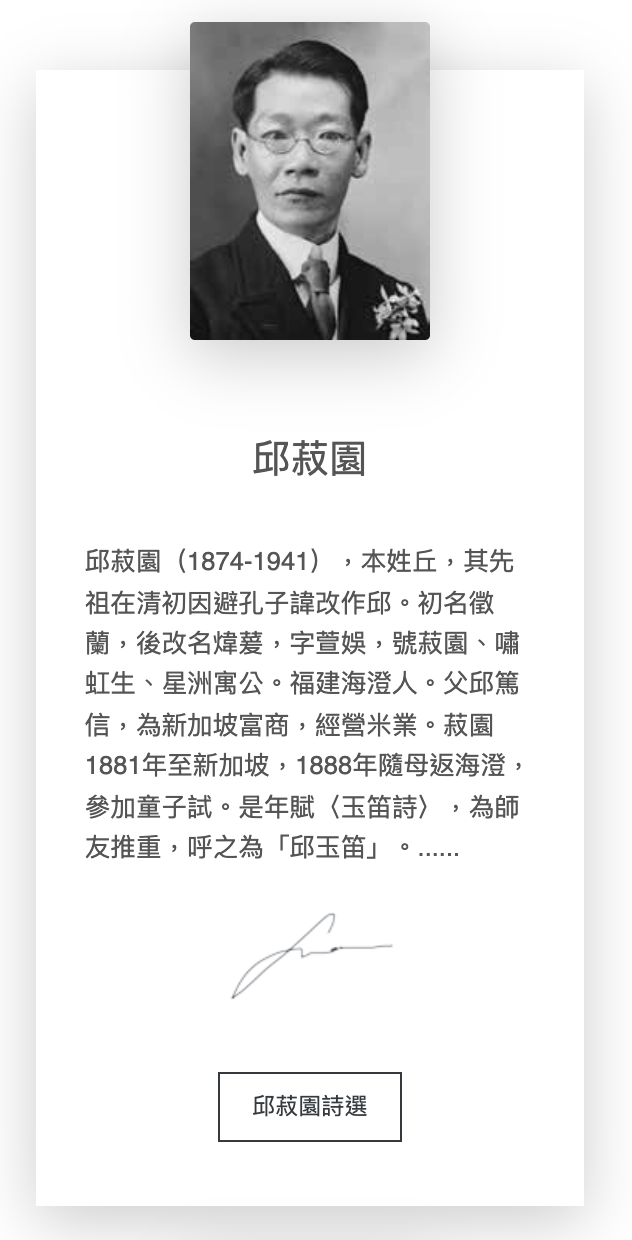 邱菽園
邱菽園（1874-1941），本姓丘，其先
祖在清初因避孔子諱改作邱。初名徵
蘭，後改名煒萲，字萱娛，號菽園、嘯
虹生、星洲寓公。福建海澄人。父邱篤
信，為新加坡富商，經營米業。菽園
1881年至新加坡，1888年隨母返海澄，
參加童子試。是年賦〈玉笛詩〉，為師
友推重，呼之為「邱玉笛」。......
邱菽園詩選